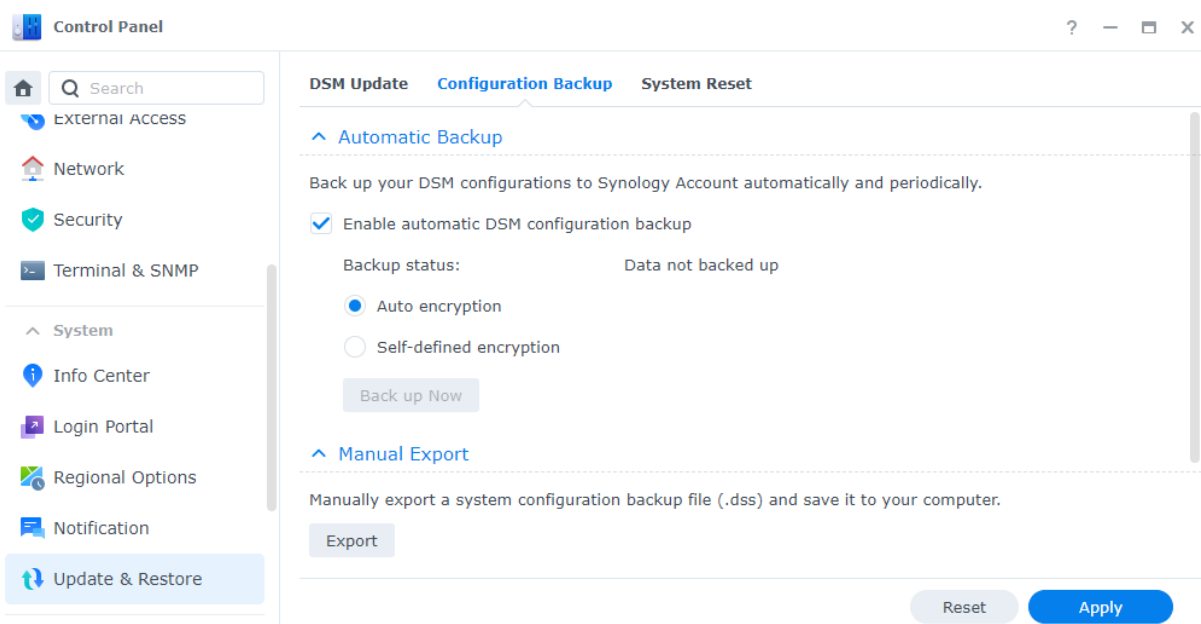 Control Panel
?
Search
External Access
Network
Security
Terminal & SNMP
System
Info Center
Login Portal
Regional Options
Notification
Update & Restore
DSM Update Configuration Backup System Reset
Automatic Backup
Back up your DSM configurations to Synology Account automatically and periodically.
Enable automatic DSM configuration backup
Backup status: Data not backed up
Auto encryption
Self-defined encryption
Back up Now
Manual Export
Manually export a system configuration backup file (.dss) and save it to your computer.
Export
Reset Apply